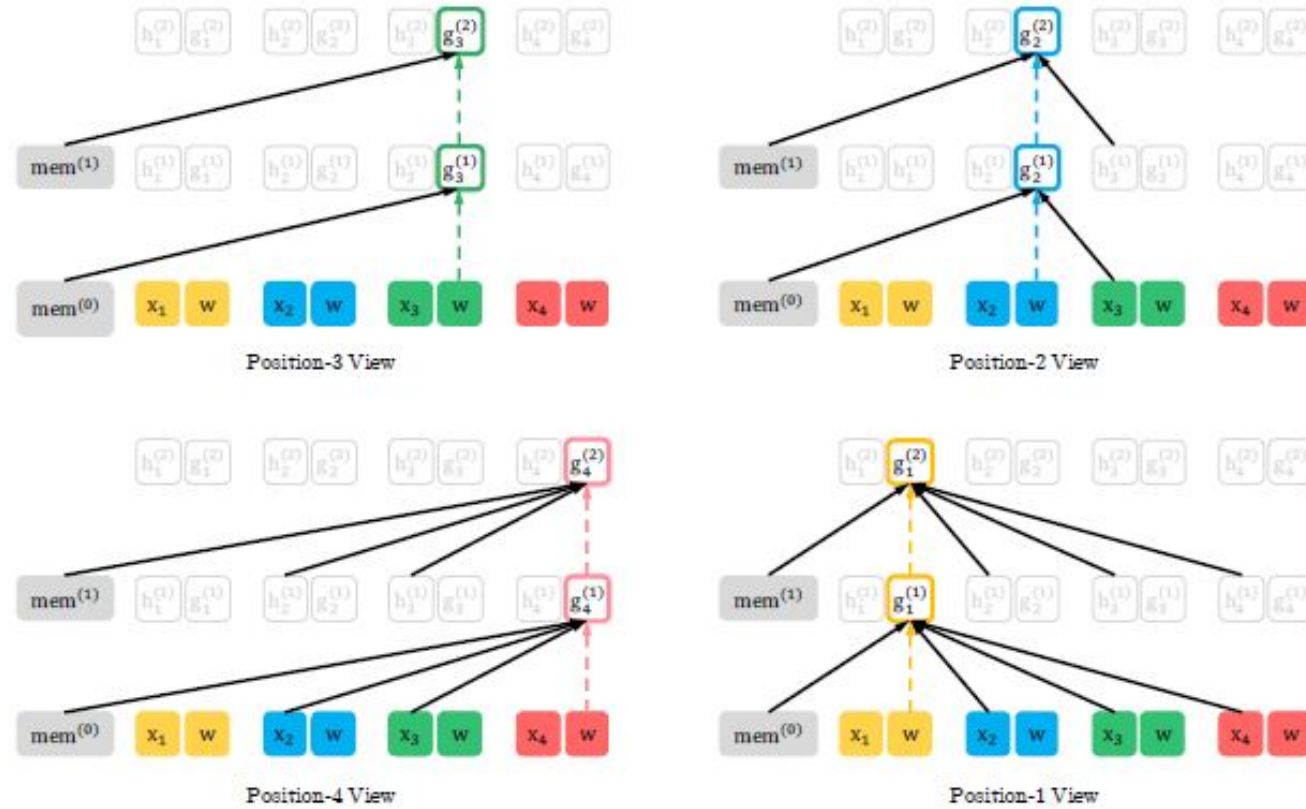 h₁⁽²⁾ g₁⁽²⁾ h₂⁽²⁾ g₂⁽²⁾ h₃⁽²⁾ g₃⁽²⁾ h₄⁽²⁾ g₄⁽²⁾
mem⁽¹⁾ h₁⁽¹⁾ g₁⁽¹⁾ h₂⁽¹⁾ g₂⁽¹⁾ h₃⁽¹⁾ g₃⁽¹⁾ h₄⁽¹⁾ g₄⁽¹⁾
mem⁽⁰⁾ x₁ w x₂ w x₃ w x₄ w
Position-3 View
h₁⁽²⁾ g₁⁽²⁾ h₂⁽²⁾ g₂⁽²⁾ h₃⁽²⁾ g₃⁽²⁾ h₄⁽²⁾ g₄⁽²⁾
mem⁽¹⁾ h₁⁽¹⁾ h₁⁽¹⁾ h₂⁽¹⁾ g₂⁽¹⁾ h₃⁽¹⁾ g₃⁽¹⁾ h₄⁽¹⁾ g₄⁽¹⁾
mem⁽⁰⁾ x₁ w x₂ w x₃ w x₄ w
Position-2 View
h₁⁽²⁾ g₁⁽²⁾ h₂⁽²⁾ g₂⁽²⁾ h₃⁽²⁾ g₃⁽²⁾ h₄⁽²⁾ g₄⁽²⁾
mem⁽¹⁾ h₁⁽¹⁾ g₁⁽¹⁾ h₂⁽¹⁾ g₂⁽¹⁾ h₃⁽¹⁾ g₃⁽¹⁾ h₄⁽¹⁾ g₄⁽¹⁾
mem⁽⁰⁾ x₁ w x₂ w x₃ w x₄ w
Position-4 View
h₁⁽²⁾ g₁⁽²⁾ h₂⁽²⁾ g₂⁽²⁾ h₃⁽²⁾ g₃⁽²⁾ h₄⁽²⁾ g₄⁽²⁾
mem⁽¹⁾ h₁⁽¹⁾ g₁⁽¹⁾ h₂⁽¹⁾ g₂⁽¹⁾ h₃⁽¹⁾ g₃⁽¹⁾ h₄⁽¹⁾ g₄⁽¹⁾
mem⁽⁰⁾ x₁ w x₂ w x₃ w x₄ w
Position-1 View